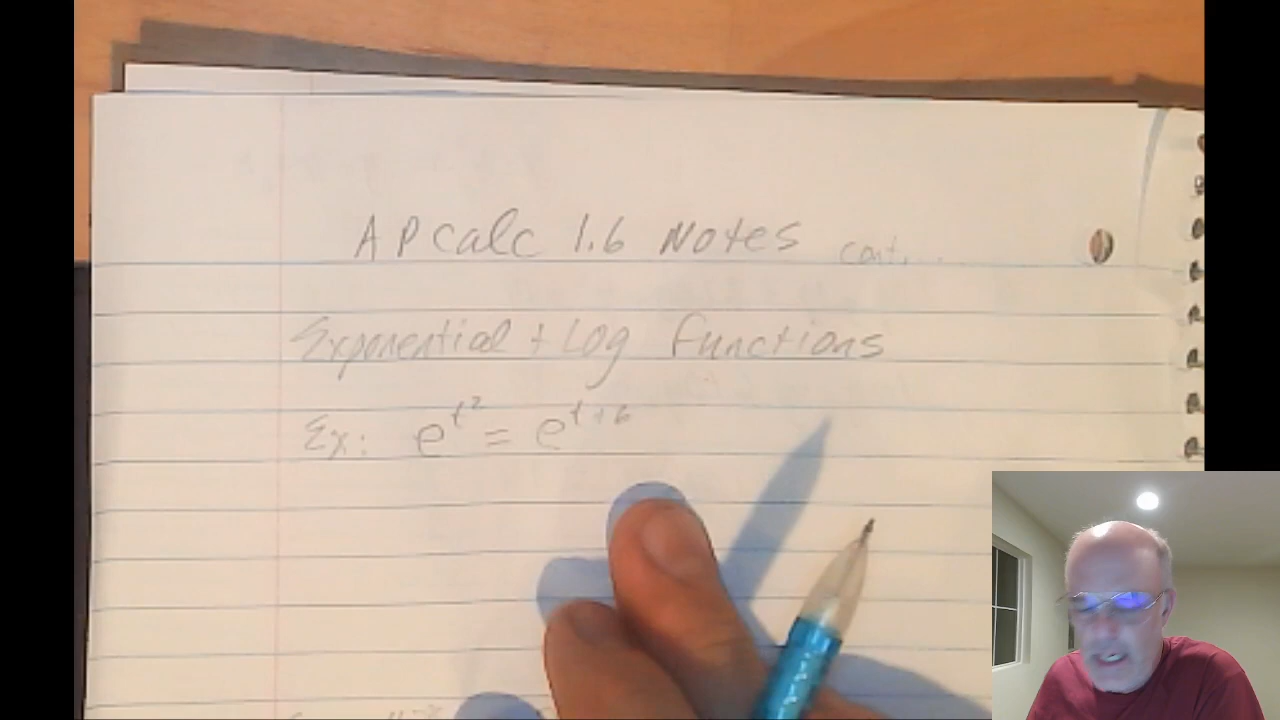 AP Calc 1.6 Notes cont...
Exponential + Log Functions
Ex: e^t² = e^t+6